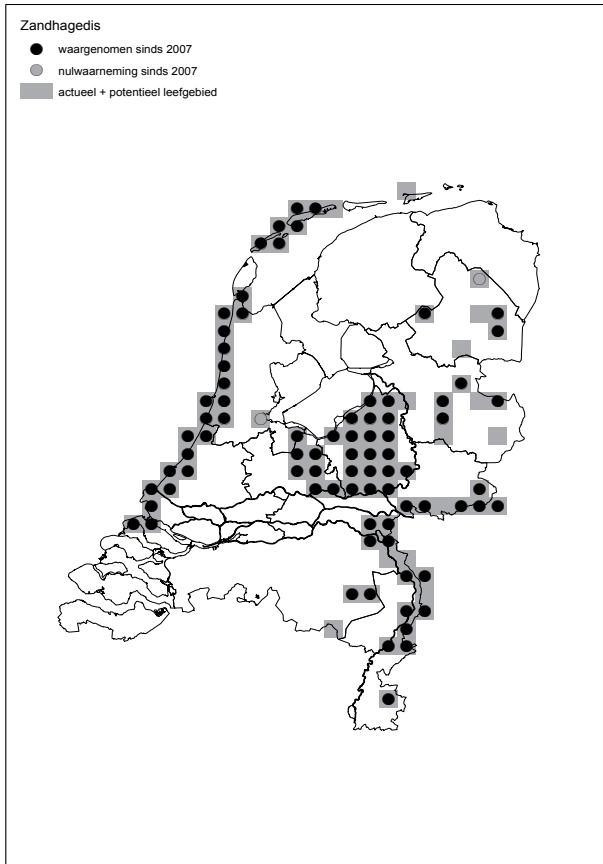 Zandhagedis
waargenomen sinds 2007
nulwaarneming sinds 2007
actueel + potentieel leefgebied